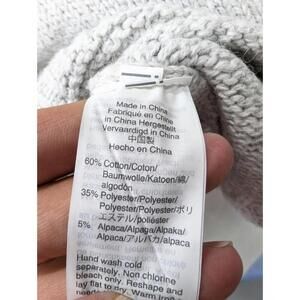 Made in China
Fabriqué en Chine
in China Hergestellt
Vervaardigd in China
中国製
Hecho en China
60% Cotton/Coton/
Baumwolle/Katoen/綿/
algodón
35% Polyester/Polyester/
Polyester/Polyester/ポリ
エステル/poliéster
5% Alpaca/Alpaga/Alpaka/
Alpaca/アルパカ/alpaca
Hand wash cold
separately. Non chlorine
bleach only. Reshape and
lay flat to dry. Warm iron